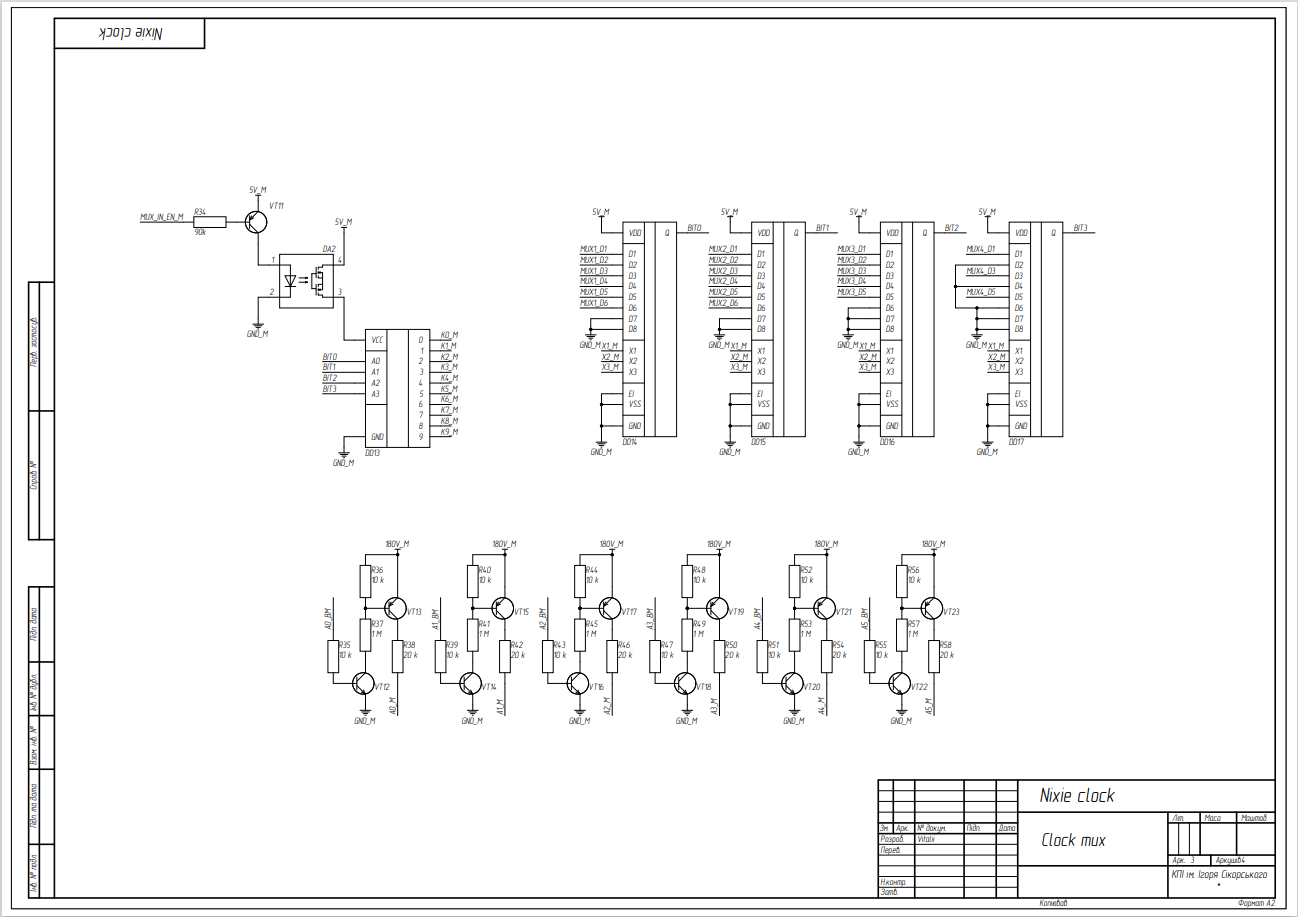 Nixie clock
5V_M
MUX_IN_EN_M
R34
90k
VT11
5V_M
DA2
1
4
2
3
GND_M
VCC
0
K0_M
1
K1_M
BIT0
A0
2
K2_M
BIT1
A1
3
K3_M
BIT2
A2
4
K4_M
BIT3
A3
5
K5_M
6
K6_M
7
K7_M
8
K8_M
GND
9
K9_M
DD13
GND_M
5V_M
VDD
Q
BIT0
MUX1_D1
D1
MUX1_D2
D2
MUX1_D3
D3
MUX1_D4
D4
MUX1_D5
D5
MUX1_D6
D6
D7
D8
GND_M
X1_M
X1
X2_M
X2
X3_M
X3
EI
VSS
GND
DD14
GND_M
5V_M
VDD
Q
BIT1
MUX2_D1
D1
MUX2_D2
D2
MUX2_D3
D3
MUX2_D4
D4
MUX2_D5
D5
MUX2_D6
D6
D7
D8
GND_M
X1_M
X1
X2_M
X2
X3_M
X3
EI
VSS
GND
DD15
GND_M
5V_M
VDD
Q
BIT2
MUX3_D1
D1
MUX3_D2
D2
MUX3_D3
D3
MUX3_D4
D4
MUX3_D5
D5
D6
D7
D8
GND_M
X1_M
X1
X2_M
X2
X3_M
X3
EI
VSS
GND
DD16
GND_M
5V_M
VDD
Q
BIT3
MUX4_D1
D1
D2
MUX4_D3
D3
D4
MUX4_D5
D5
D6
D7
D8
GND_M
X1_M
X1
X2_M
X2
X3_M
X3
EI
VSS
GND
DD17
GND_M
180V_M
R36
10 k
A0_BM
VT13
R37
1 M
R35
10 k
R38
20 k
VT12
A0_M
GND_M
180V_M
R40
10 k
A1_BM
VT15
R41
1 M
R39
10 k
R42
20 k
VT14
A1_M
GND_M
180V_M
R44
10 k
A2_BM
VT17
R45
1 M
R43
10 k
R46
20 k
VT16
A2_M
GND_M
180V_M
R48
10 k
A3_BM
VT19
R49
1 M
R47
10 k
R50
20 k
VT18
A3_M
GND_M
180V_M
R52
10 k
A4_BM
VT21
R53
1 M
R51
10 k
R54
20 k
VT20
A4_M
GND_M
180V_M
R56
10 k
A5_BM
VT23
R57
1 M
R55
10 k
R58
20 k
VT22
A5_M
GND_M
Перв. застосув.
Справ. №
Підп. дата
Інв. № дубл.
Взам. інв. №
Підп. та дата
Інв. № подл
Nixie clock
Clock mux
Зм. Арк. № докум. Підп. Дата
Розроб. Vitalii
Перев.
Н.контр.
Затв.
Літ. Маса Масштаб
Арк. 3 Аркушів4
КПІ ім. Ігоря Сікорського
Копіював
Формат А2